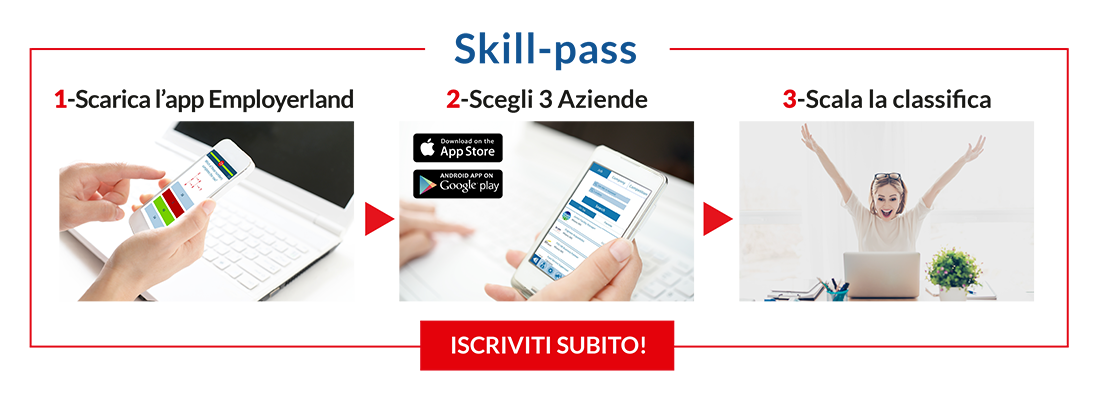 Skill-pass
1-Scarica l’app Employerland
2-Scegli 3 Aziende
3-Scala la classifica
Download on the
App Store
ANDROID APP ON
Google play
ISCRIVITI SUBITO!